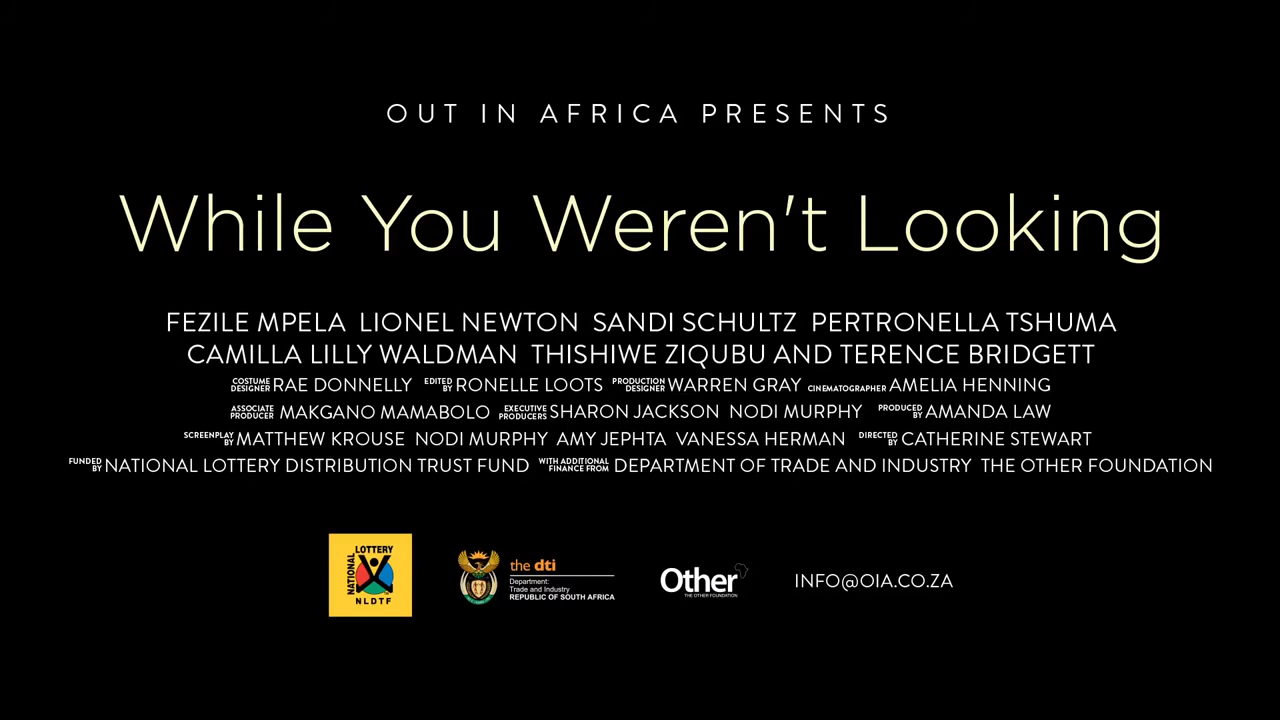 OUT IN AFRICA PRESENTS
While You Weren't Looking
FEZILE MPELA LIONEL NEWTON SANDI SCHULTZ PERTRONELLA TSHUMA
CAMILLA LILLY WALDMAN THISHIWE ZIQUBU AND TERENCE BRIDGETT
COSTUME DESIGNER RAE DONNELLY EDITED BY RONELLE LOOTS PRODUCTION DESIGNER WARREN GRAY CINEMATOGRAPHER AMELIA HENNING
ASSOCIATE PRODUCER MAKGANO MAMABOLO EXECUTIVE PRODUCERS SHARON JACKSON NODI MURPHY PRODUCED BY AMANDA LAW
SCREENPLAY BY MATTHEW KROUSE NODI MURPHY AMY JEPHTA VANESSA HERMAN DIRECTED BY CATHERINE STEWART
FUNDED BY NATIONAL LOTTERY DISTRIBUTION TRUST FUND WITH ADDITIONAL FINANCE FROM DEPARTMENT OF TRADE AND INDUSTRY THE OTHER FOUNDATION
NATIONAL LOTTERY
NLDTF
the dti
Department:
Trade and Industry
REPUBLIC OF SOUTH AFRICA
Other
THE OTHER FOUNDATION
INFO@OIA.CO.ZA